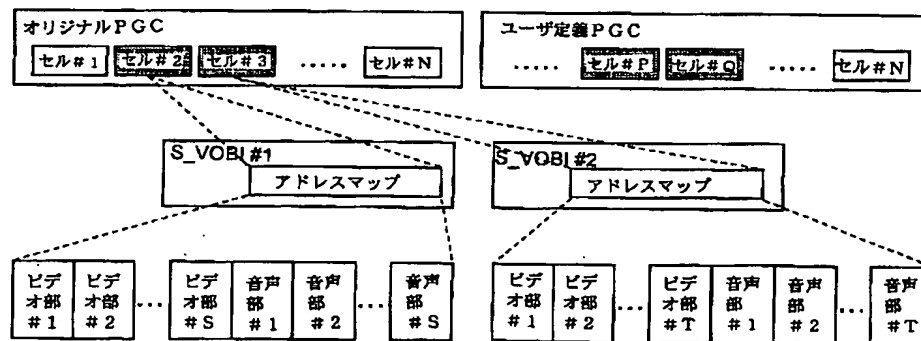 オリジナルPGC
セル#1 セル#2 セル#3 ..... セル#N
ユーザ定義PGC
..... セル#P セル#Q ..... セル#N
S_VOBI #1
アドレスマップ
S_VOBI #2
アドレスマップ
ビデオ部#1 ビデオ部#2 ... ビデオ部#S 音声部#1 音声部#2 ... 音声部#S
ビデオ部#1 ビデオ部#2 ... ビデオ部#T 音声部#1 音声部#2 ... 音声部#T